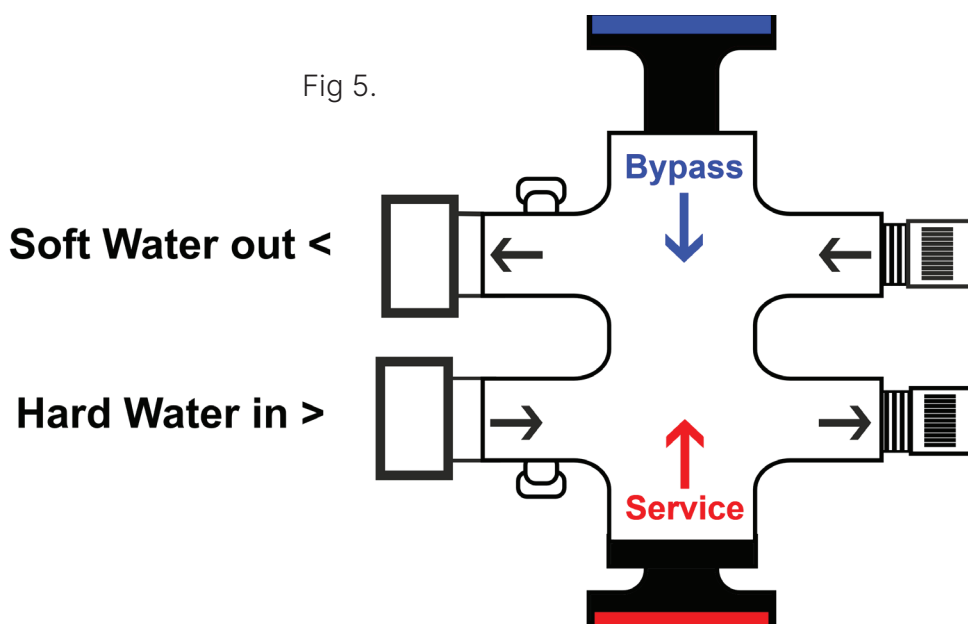 Fig 5.
Bypass
Soft Water out <
Hard Water in >
Service